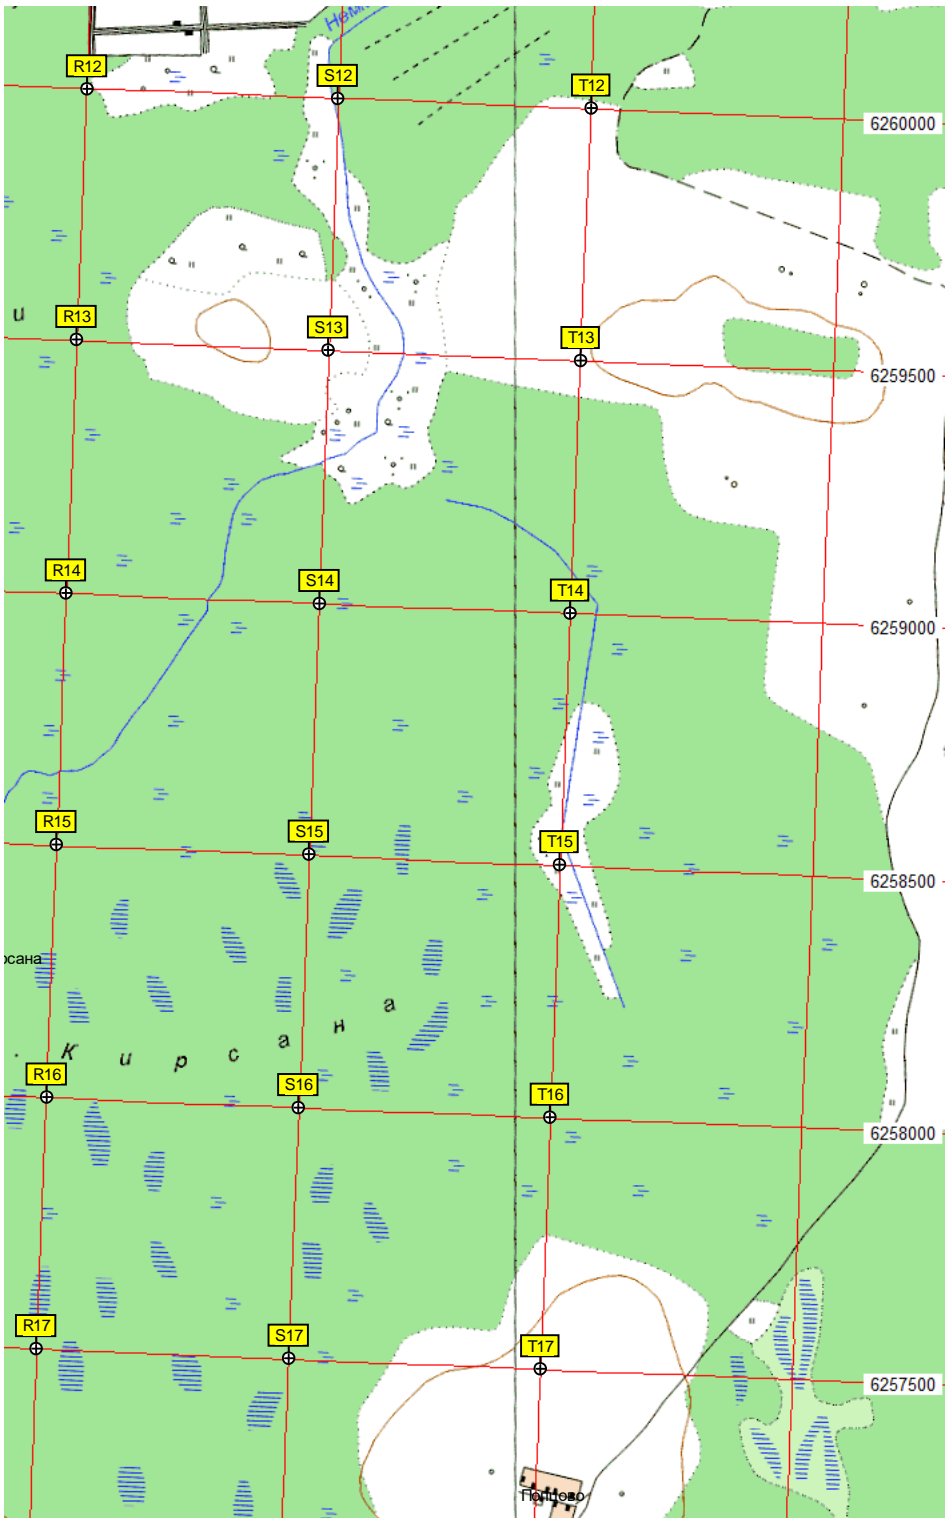 R12
S12
T12
6260000
и
R13
S13
T13
6259500
R14
S14
T14
6259000
R15
S15
T15
6258500
. К и р с а н а
R16
S16
T16
6258000
R17
S17
T17
6257500